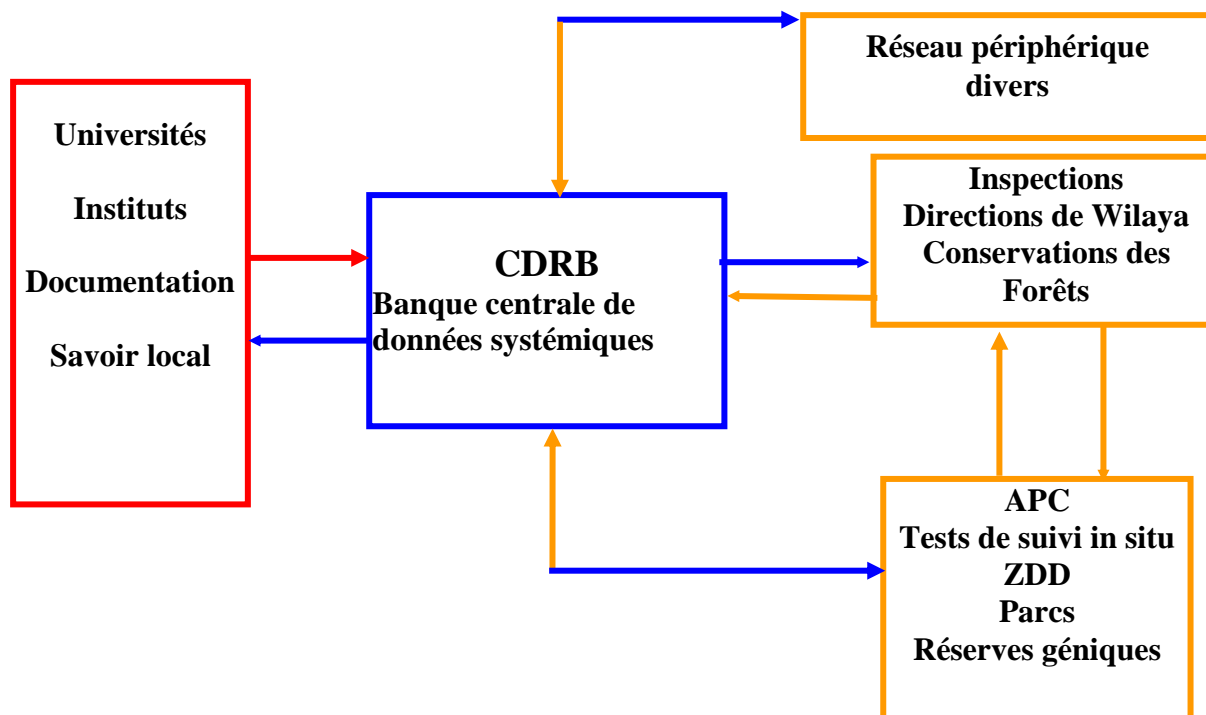 Universités
Instituts
Documentation
Savoir local
CDRB
Banque centrale de
données systémiques
Réseau périphérique
divers
Inspections
Directions de Wilaya
Conservations des
Forêts
APC
Tests de suivi in situ
ZDD
Parcs
Réserves géniques